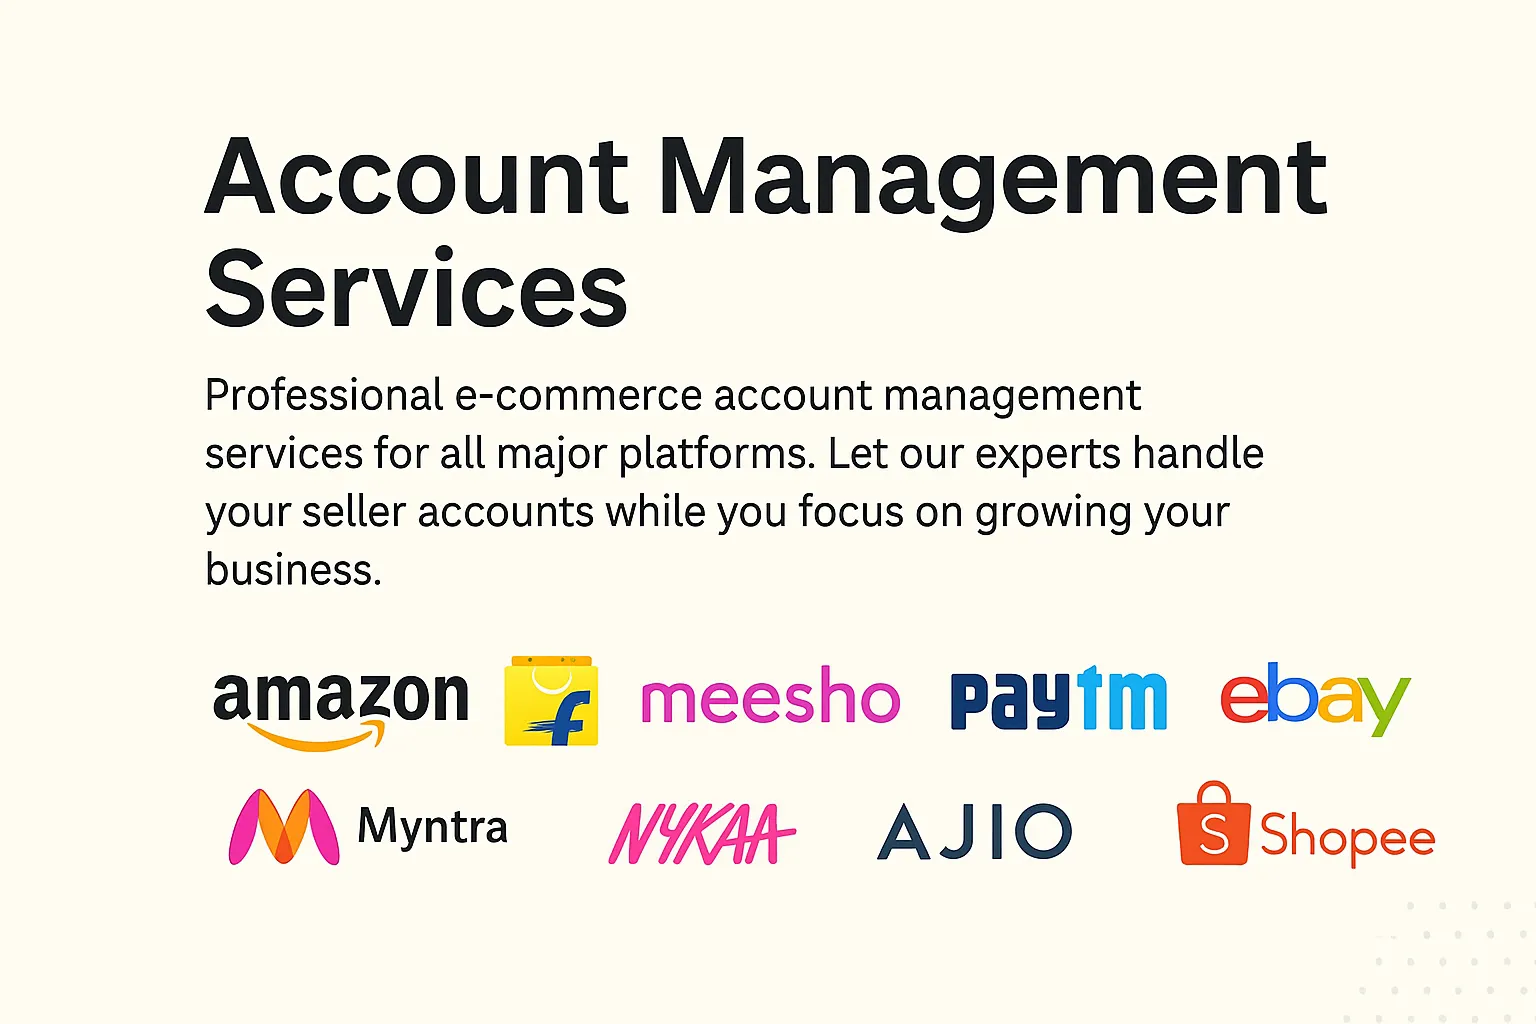 Account Management
Services
Professional e-commerce account management
services for all major platforms. Let our experts handle
your seller accounts while you focus on growing your
business.
amazon f meesho paytm ebay
Myntra NYKAA AJIO S Shopee